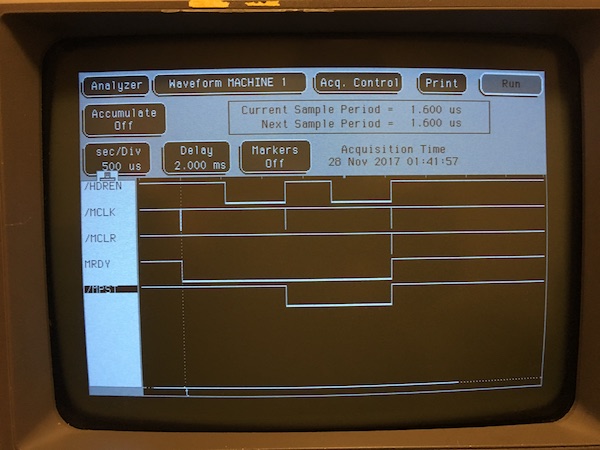 Analyzer Waveform MACHINE 1 Acq. Control Print Run
Accumulate
Off
Current Sample Period = 1.600 us
Next Sample Period = 1.600 us
sec/Div
500 us
Delay
2.000 ms
Markers
Off
Acquisition Time
28 Nov 2017 01:41:57
/HDREN
/MCLK
/MCLR
MRDY
/MPST